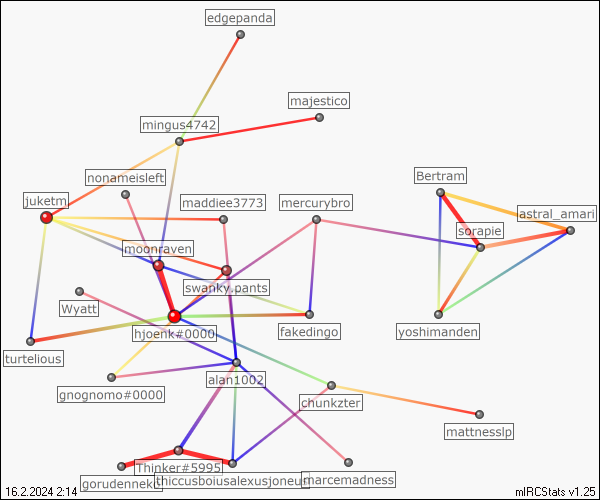 edgepanda
majestico
mingus4742
nonameisleft
Bertram
juketm
maddiee3773
mercurybro
astral_amari
sorapie
moonraven
swanky.pants
Wyatt
hjoenk#0000
fakedingo
yoshimanden
turtelious
alan1002
gnognomo#0000
chunkzter
mattnesslp
Thinker#5995
gorudenneko
thiccusboiusalexusjoneur
marcemadness
16.2.2024 2:14
mIRCStats v1.25